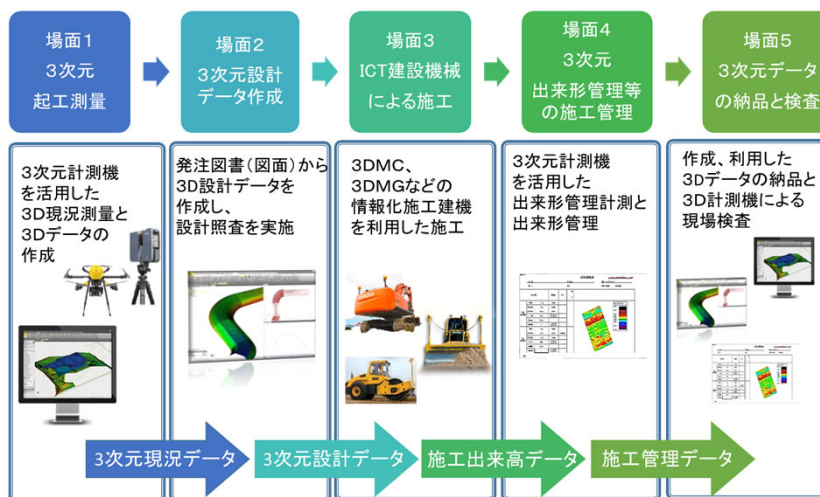 場面1
3次元
起工測量
場面2
3次元設計
データ作成
場面3
ICT建設機械
による施工
場面4
3次元
出来形管理等
の施工管理
場面5
3次元データ
の納品と検査
3次元計測機
を活用した
3D現況測量と
3Dデータの
作成
発注図書(図面)から
3D設計データを
作成し、
設計照査を実施
3DMC、
3DMGなどの
情報化施工建機
を利用した施工
3次元計測機
を活用した
出来形管理計測と
出来形管理
作成、利用した
3Dデータの納品と
3D計測機による
現場検査
3次元現況データ
3次元設計データ
施工出来高データ
施工管理データ